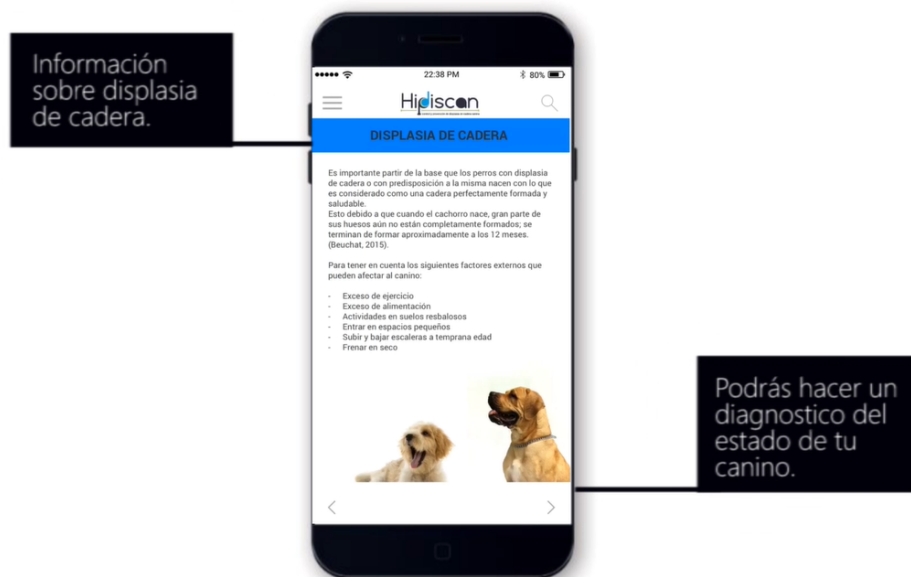 Información
sobre displasia
de cadera.
22:38 PM
80%
Hipiscan
DISPLASIA DE CADERA
Es importante partir de la base que los perros con displasia
de cadera o con predisposición a la misma nacen con lo que
es considerado como una cadera perfectamente formada y
saludable.
Esto debido a que cuando el cachorro nace, gran parte de
sus huesos aún no están completamente formados; se
terminan de formar aproximadamente a los 12 meses.
(Beuchat, 2015).
Para tener en cuenta los siguientes factores externos que
pueden afectar al canino:
- Exceso de ejercicio
- Exceso de alimentación
- Actividades en suelos resbalosos
- Entrar en espacios pequeños
- Subir y bajar escaleras a temprana edad
- Frenar en seco
Podrás hacer un
diagnostico del
estado de tu
canino.